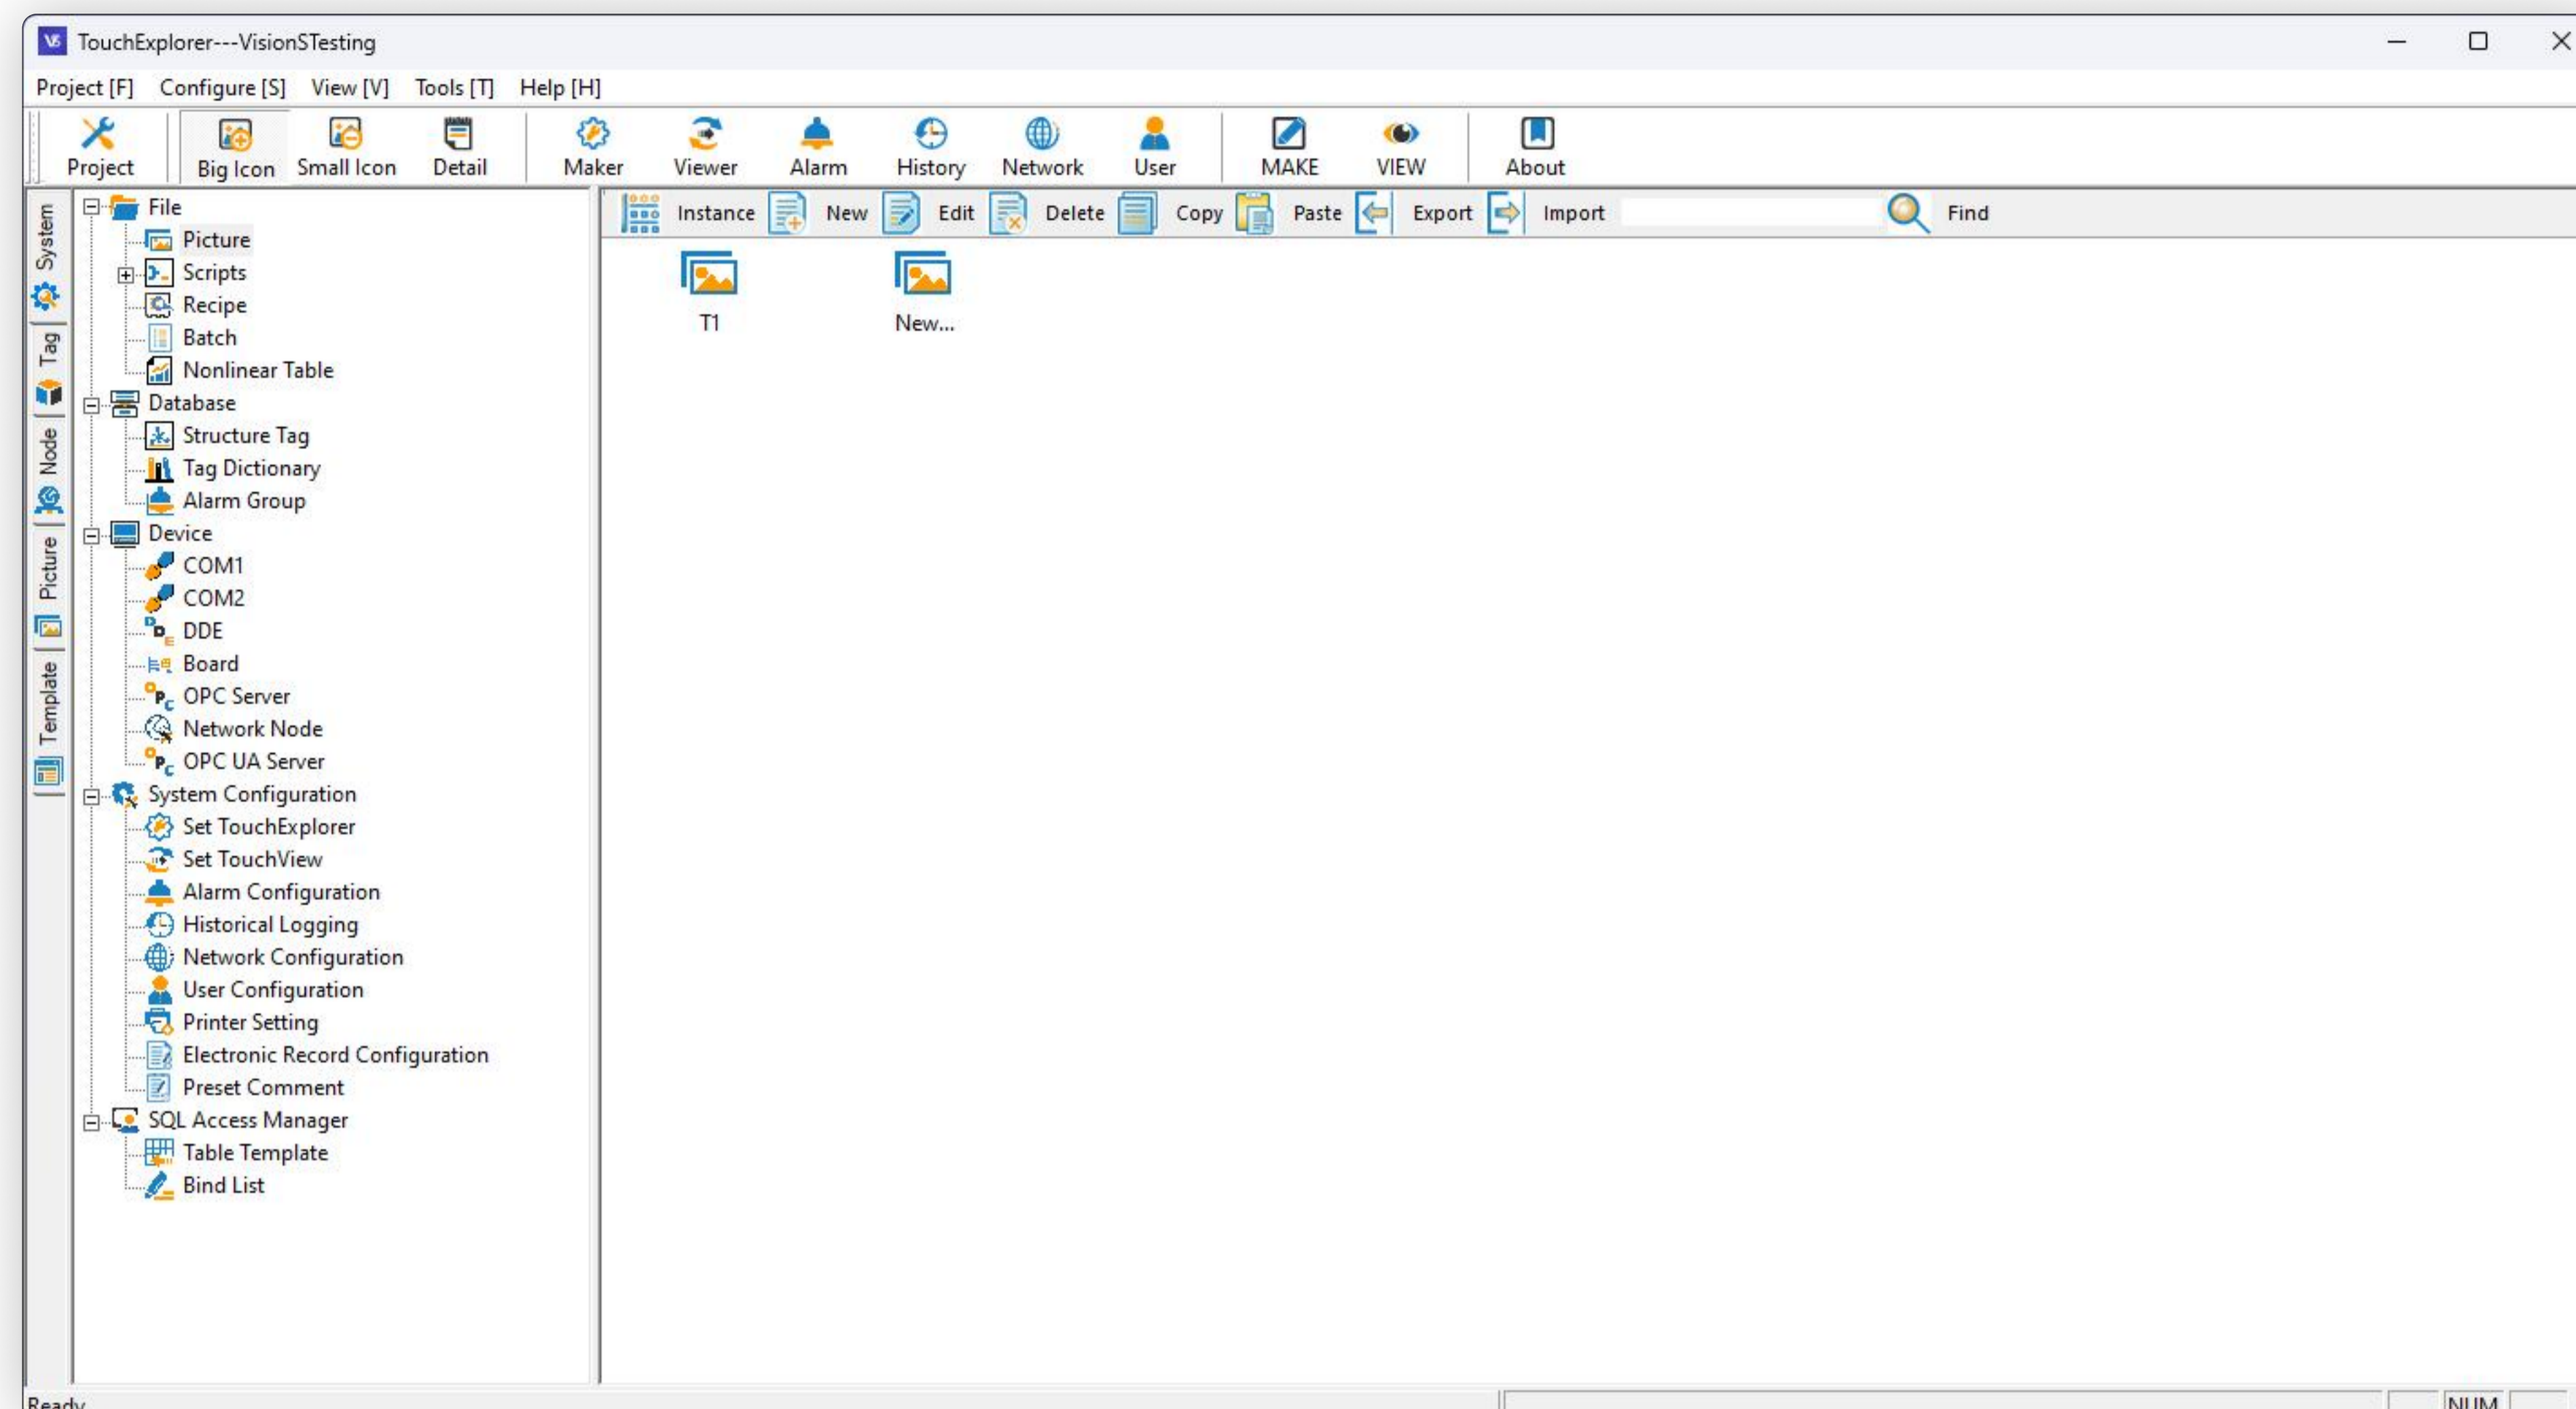 TouchExplorer---VisionSTesting
Project [F] Configure [S] View [V] Tools [T] Help [H]
Project Big Icon Small Icon Detail Maker Viewer Alarm History Network User MAKE VIEW About
System
Tag
Node
Picture
Template
File
Picture
Scripts
Recipe
Batch
Nonlinear Table
Database
Structure Tag
Tag Dictionary
Alarm Group
Device
COM1
COM2
DDE
Board
OPC Server
Network Node
OPC UA Server
System Configuration
Set TouchExplorer
Set TouchView
Alarm Configuration
Historical Logging
Network Configuration
User Configuration
Printer Setting
Electronic Record Configuration
Preset Comment
SQL Access Manager
Table Template
Bind List
Instance New Edit Delete Copy Paste Export Import Find
T1 New...
Ready NUM